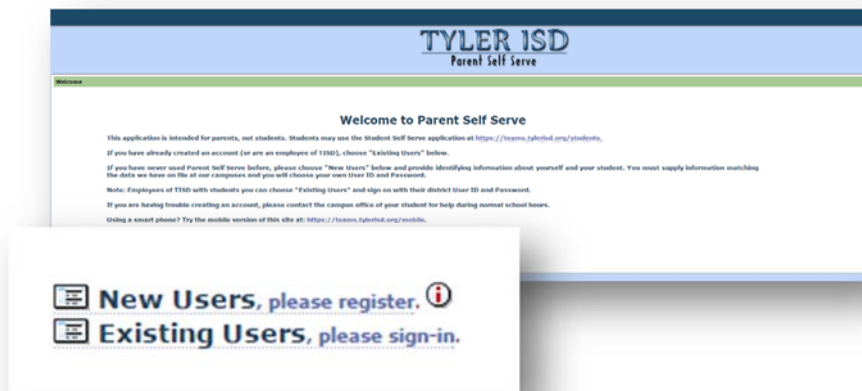 TYLER ISD
Parent Self Serve
Welcome
Welcome to Parent Self Serve
This application is intended for parents, not students. Students may use the Student Self Serve application at https://teams.tylerisd.org/students.
If you have already created an account (or are an employee of TISD), choose "Existing Users" below.
If you have never used Parent Self Serve before, please choose "New Users" below and provide identifying information about yourself and your student. You must supply information matching
the data we have on file at our campuses and you will choose your own User ID and Password.
Note: Employees of TISD with students you can choose "Existing Users" and sign on with their district User ID and Password.
If you are having trouble creating an account, please contact the campus office of your student for help during normal school hours.
Using a smart phone? Try the mobile version of this site at: https://teams.tylerisd.org/mobile.
New Users, please register.
Existing Users, please sign-in.